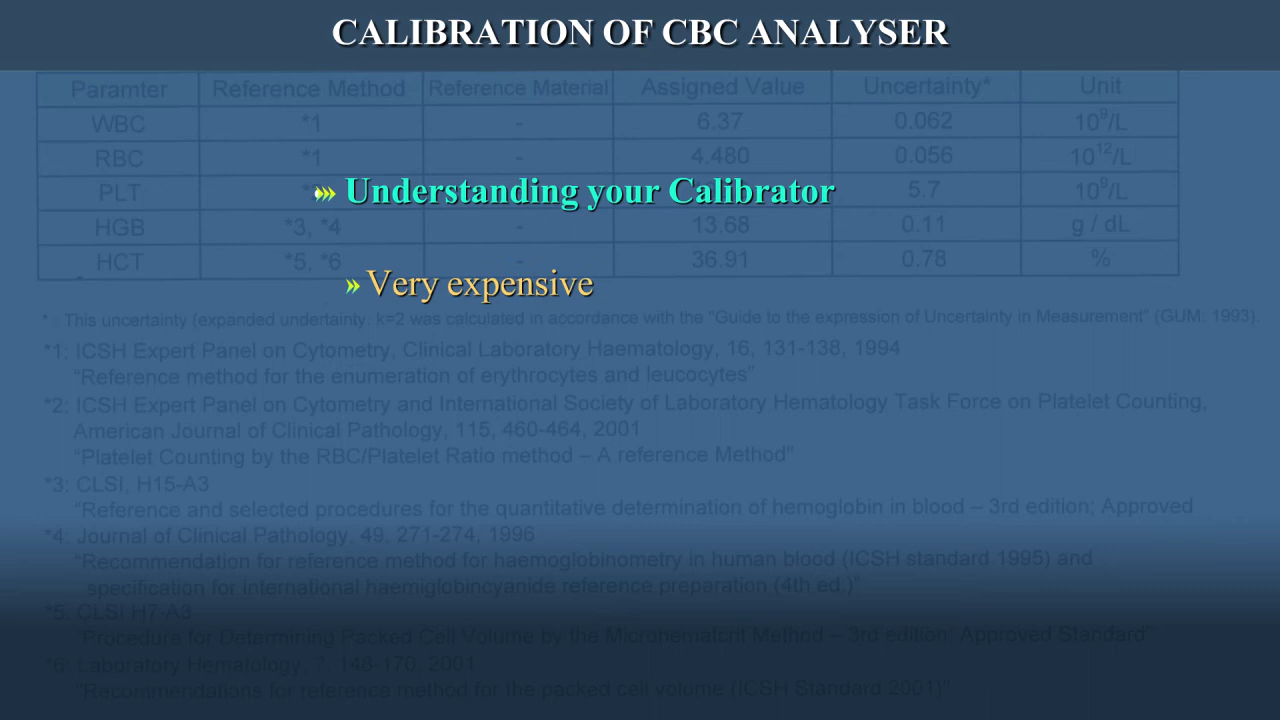 CALIBRATION OF CBC ANALYSER
Paramter Reference Method Reference Material Assigned Value Uncertainty* Unit
WBC *1 - 6.37 0.062 10⁹/L
RBC *1 - 4.480 0.056 10¹²/L
PLT 5.7 10⁹/L
»» Understanding your Calibrator
HGB *3, *4 - 13.68 0.11 g / dL
HCT *5, *6 - 36.91 0.78 %
» Very expensive
* : This uncertainty (expanded undertainty: k=2 was calculated in accordance with the "Guide to the expression of Uncertainty in Measurement" (GUM: 1993).
*1: ICSH Expert Panel on Cytometry, Clinical Laboratory Haematology, 16, 131-138, 1994
"Reference method for the enumeration of erythrocytes and leucocytes"
*2: ICSH Expert Panel on Cytometry and International Society of Laboratory Hematology Task Force on Platelet Counting,
American Journal of Clinical Pathology, 115, 460-464, 2001
"Platelet Counting by the RBC/Platelet Ratio method – A reference Method"
*3: CLSI, H15-A3
"Reference and selected procedures for the quantitative determination of hemoglobin in blood – 3rd edition; Approved
*4: Journal of Clinical Pathology, 49, 271-274, 1996
"Recommendation for reference method for haemoglobinometry in human blood (ICSH standard 1995) and
specification for international haemiglobincyanide reference preparation (4th ed.)"
*5: CLSI H7-A3
"Procedure for Determining Packed Cell Volume by the Microhematcrit Method – 3rd edition" Approved Standard"
*6: Laboratory Hematology, 7, 148-170, 2001
"Recommendations for reference method for the packed cell volume (ICSH Standard 2001)"